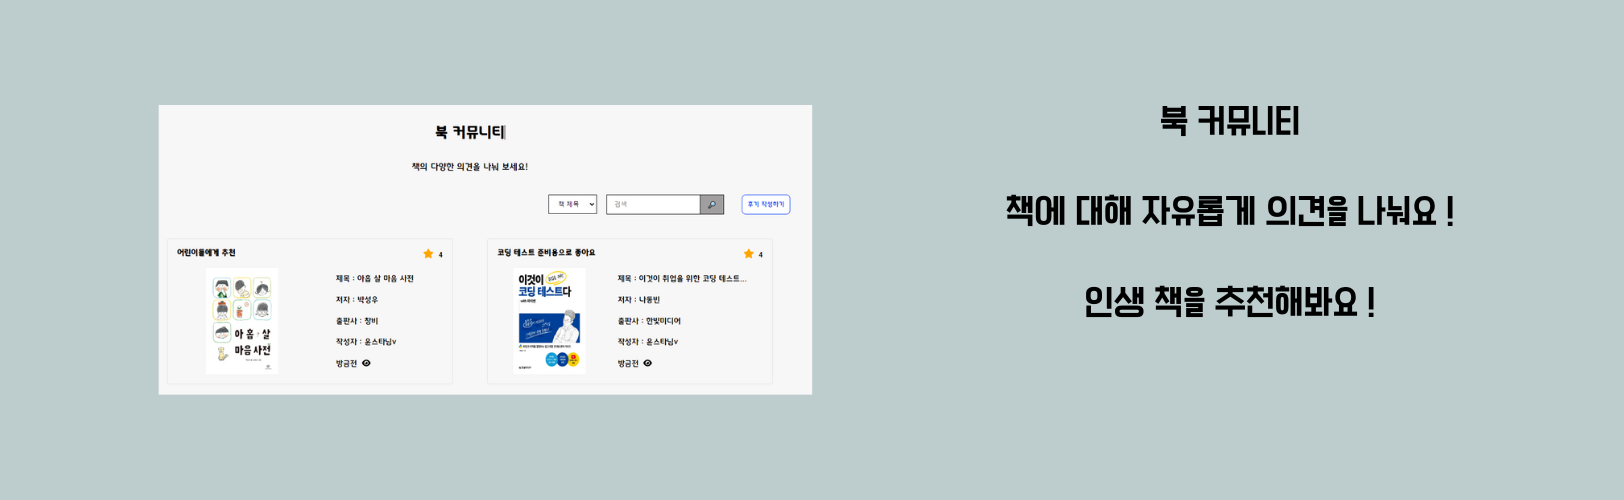 북 커뮤니티
책의 다양한 의견을 나눠 보세요!
책 제목
검색
후기 작성하기
어린이들에게 추천
4
아홉 살
마음 사전
제목 : 아홉 살 마음 사전
저자 : 박성우
출판사 : 창비
작성자 : 윤스타님v
방금전
코딩 테스트 준비용으로 좋아요
4
이것이
코딩 테스트다
with 파이썬
제목 : 이것이 취업을 위한 코딩 테스트...
저자 : 나동빈
출판사 : 한빛미디어
작성자 : 윤스타님v
방금전
북 커뮤니티
책에 대해 자유롭게 의견을 나눠요 !
인생 책을 추천해봐요 !